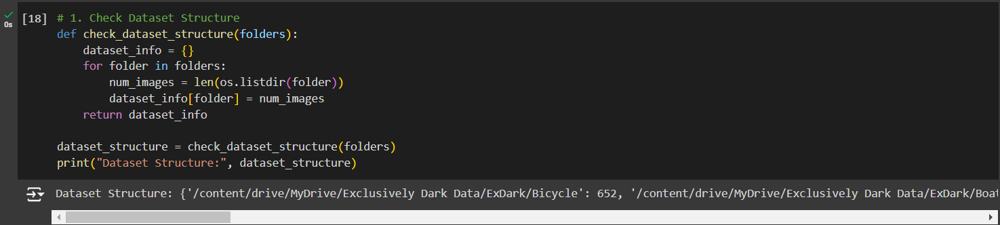 [18] # 1. Check Dataset Structure
def check_dataset_structure(folders):
    dataset_info = {}
    for folder in folders:
        num_images = len(os.listdir(folder))
        dataset_info[folder] = num_images
    return dataset_info
dataset_structure = check_dataset_structure(folders)
print("Dataset Structure:", dataset_structure)
0s
Dataset Structure: {'/content/drive/MyDrive/Exclusively Dark Data/ExDark/Bicycle': 652, '/content/drive/MyDrive/Exclusively Dark Data/ExDark/Boat